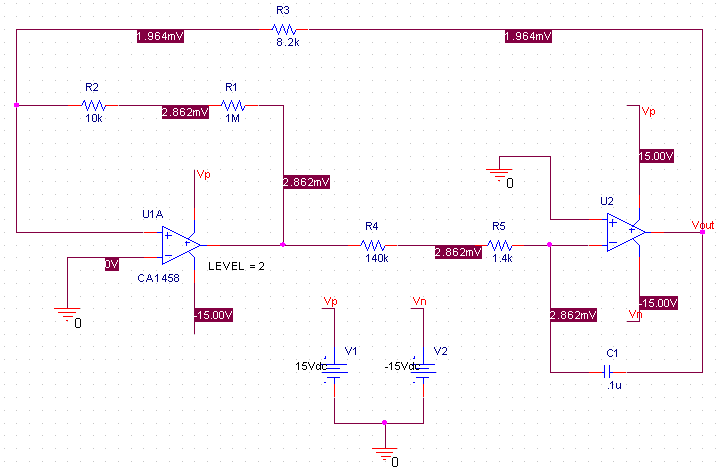 R3
1.964mV
8.2k
1.964mV
R2
R1
Vp
10k
2.862mV
1M
15.00V
Vp
0
2.862mV
U1A
U2
R4
R5
Vout
+
-
+
140k
2.862mV
1.4k
+
-
+
0V
LEVEL = 2
CA1458
Vp
Vn
-15.00V
0
-15.00V
2.862mV
Vn
V1
V2
C1
15Vdc
-15Vdc
.1u
0